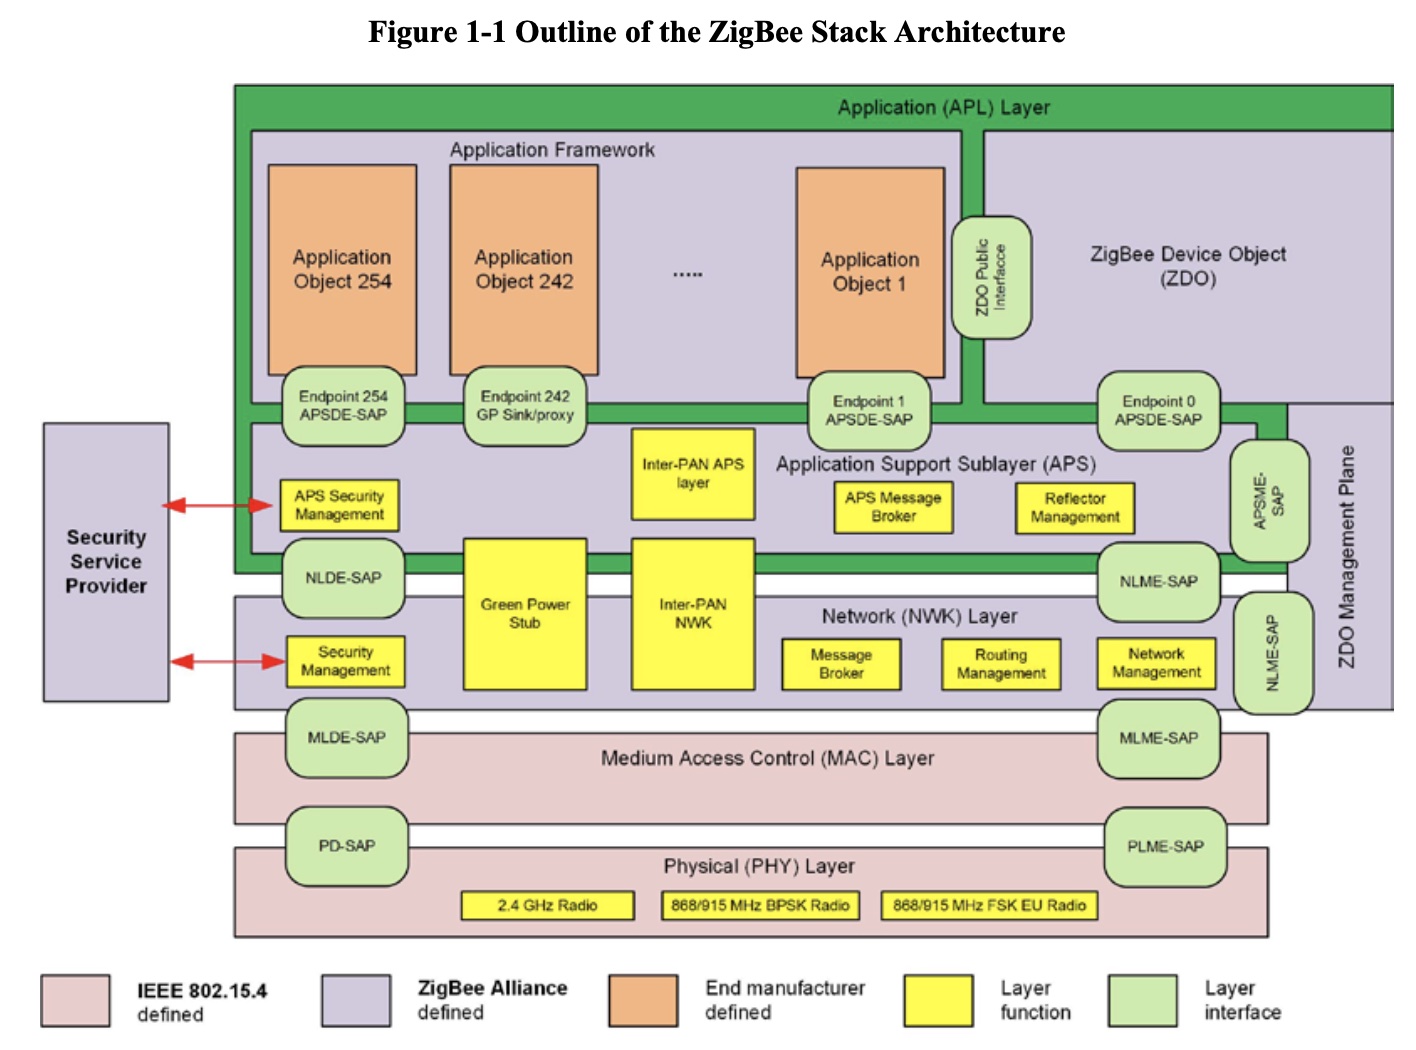 Figure 1-1 Outline of the ZigBee Stack Architecture
Application (APL) Layer
Application Framework
Application
Object 254
Application
Object 242
.....
Application
Object 1
ZDO Public
Interfacce
ZigBee Device Object
(ZDO)
Endpoint 254
APSDE-SAP
Endpoint 242
GP Sink/proxy
Endpoint 1
APSDE-SAP
Endpoint 0
APSDE-SAP
Security
Service
Provider
Inter-PAN APS
layer
Application Support Sublayer (APS)
APS Security
Management
APS Message
Broker
Reflector
Management
APSME-
SAP
ZDO Management Plane
NLDE-SAP
Green Power
Stub
Inter-PAN
NWK
NLME-SAP
Network (NWK) Layer
Security
Management
Message
Broker
Routing
Management
Network
Management
NLME-SAP
MLDE-SAP
Medium Access Control (MAC) Layer
MLME-SAP
PD-SAP
Physical (PHY) Layer
PLME-SAP
2.4 GHz Radio
868/915 MHz BPSK Radio
868/915 MHz FSK EU Radio
IEEE 802.15.4
defined
ZigBee Alliance
defined
End manufacturer
defined
Layer
function
Layer
interface